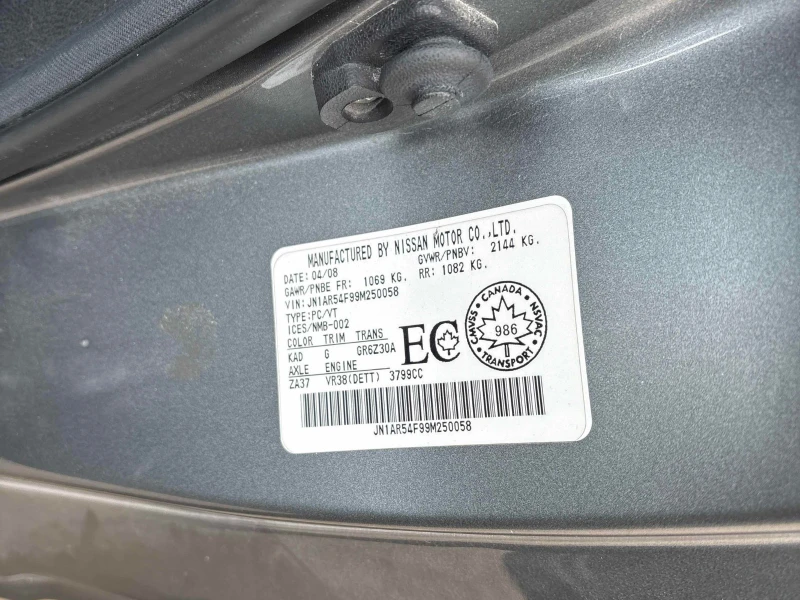 MANUFACTURED BY NISSAN MOTOR CO.,LTD.
DATE: 04/08 GVWR/PNBV: 2144 KG.
GAWR/PNBE FR: 1069 KG. RR: 1082 KG.
VIN: JN1AR54F99M250058
TYPE:PC/VT
ICES/NMB-002
COLOR TRIM TRANS
KAD G GR6Z30A
AXLE ENGINE
ZA37 VR38(DETT) 3799CC
EC
CANADA
CMVSS 986 NSVAC
TRANSPORT
JN1AR54F99M250058